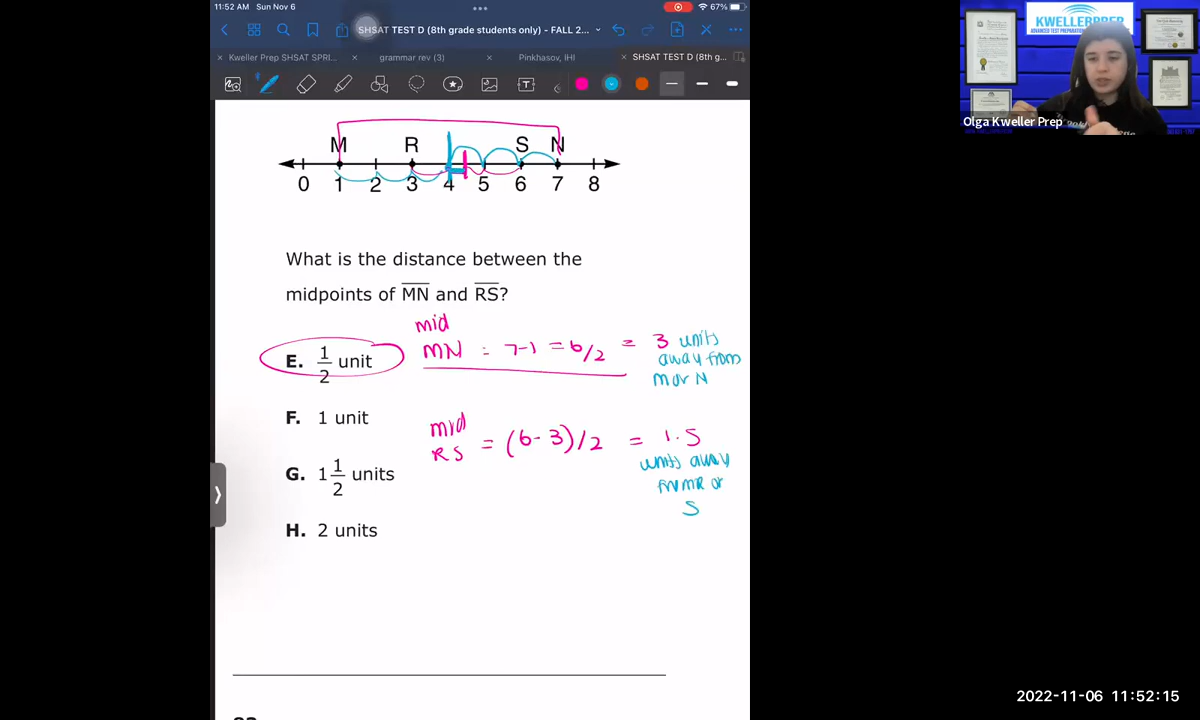 11:52 AM Sun Nov 6
67%
SHSAT TEST D (8th grade students only) - FALL 2...
Kweller Prep SHSAT SPRI...
grammar rev (3)
Pinkhasov, IHI
SHSAT TEST D (8th g...
KWELLERPREP
Olga Kweller Prep
M R S N
0 1 2 3 4 5 6 7 8
What is the distance between the
midpoints of MN and RS?
mid
MN = 7-1 = 6/2 = 3 units
away from
M or N
E. 1/2 unit
F. 1 unit
mid
RS = (6-3)/2 = 1.5
units away
from R or
S
G. 1 1/2 units
H. 2 units
2022-11-06 11:52:15